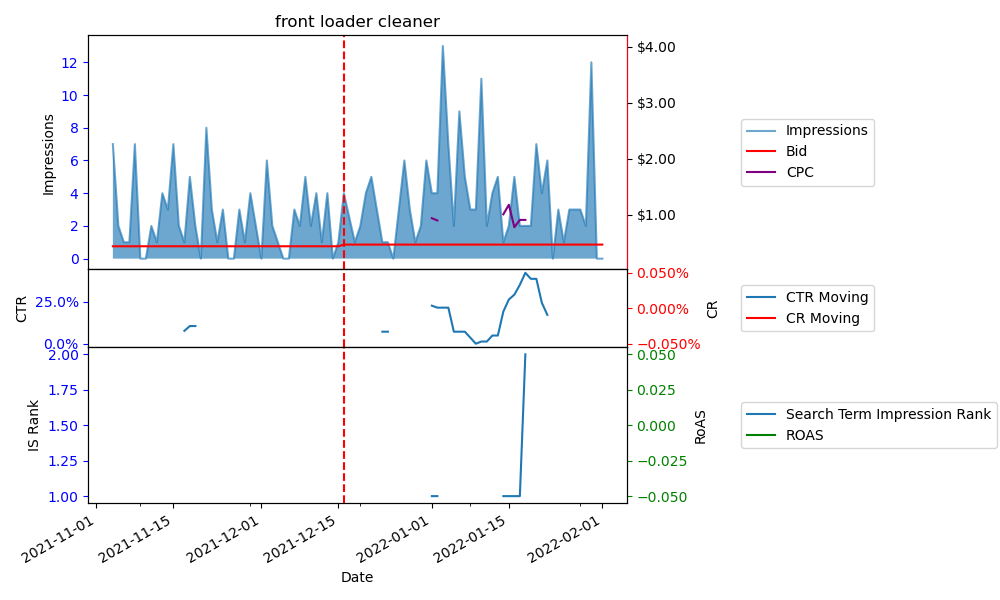 front loader cleaner
Impressions
12
10
8
6
4
2
0
$4.00
$3.00
$2.00
$1.00
Impressions
Bid
CPC
CTR
25.0%
0.0%
0.050%
0.000%
−0.050%
CR
CTR Moving
CR Moving
IS Rank
2.00
1.75
1.50
1.25
1.00
0.050
0.025
0.000
−0.025
−0.050
RoAS
Search Term Impression Rank
ROAS
2021-11-01
2021-11-15
2021-12-01
2021-12-15
2022-01-01
2022-01-15
2022-02-01
Date